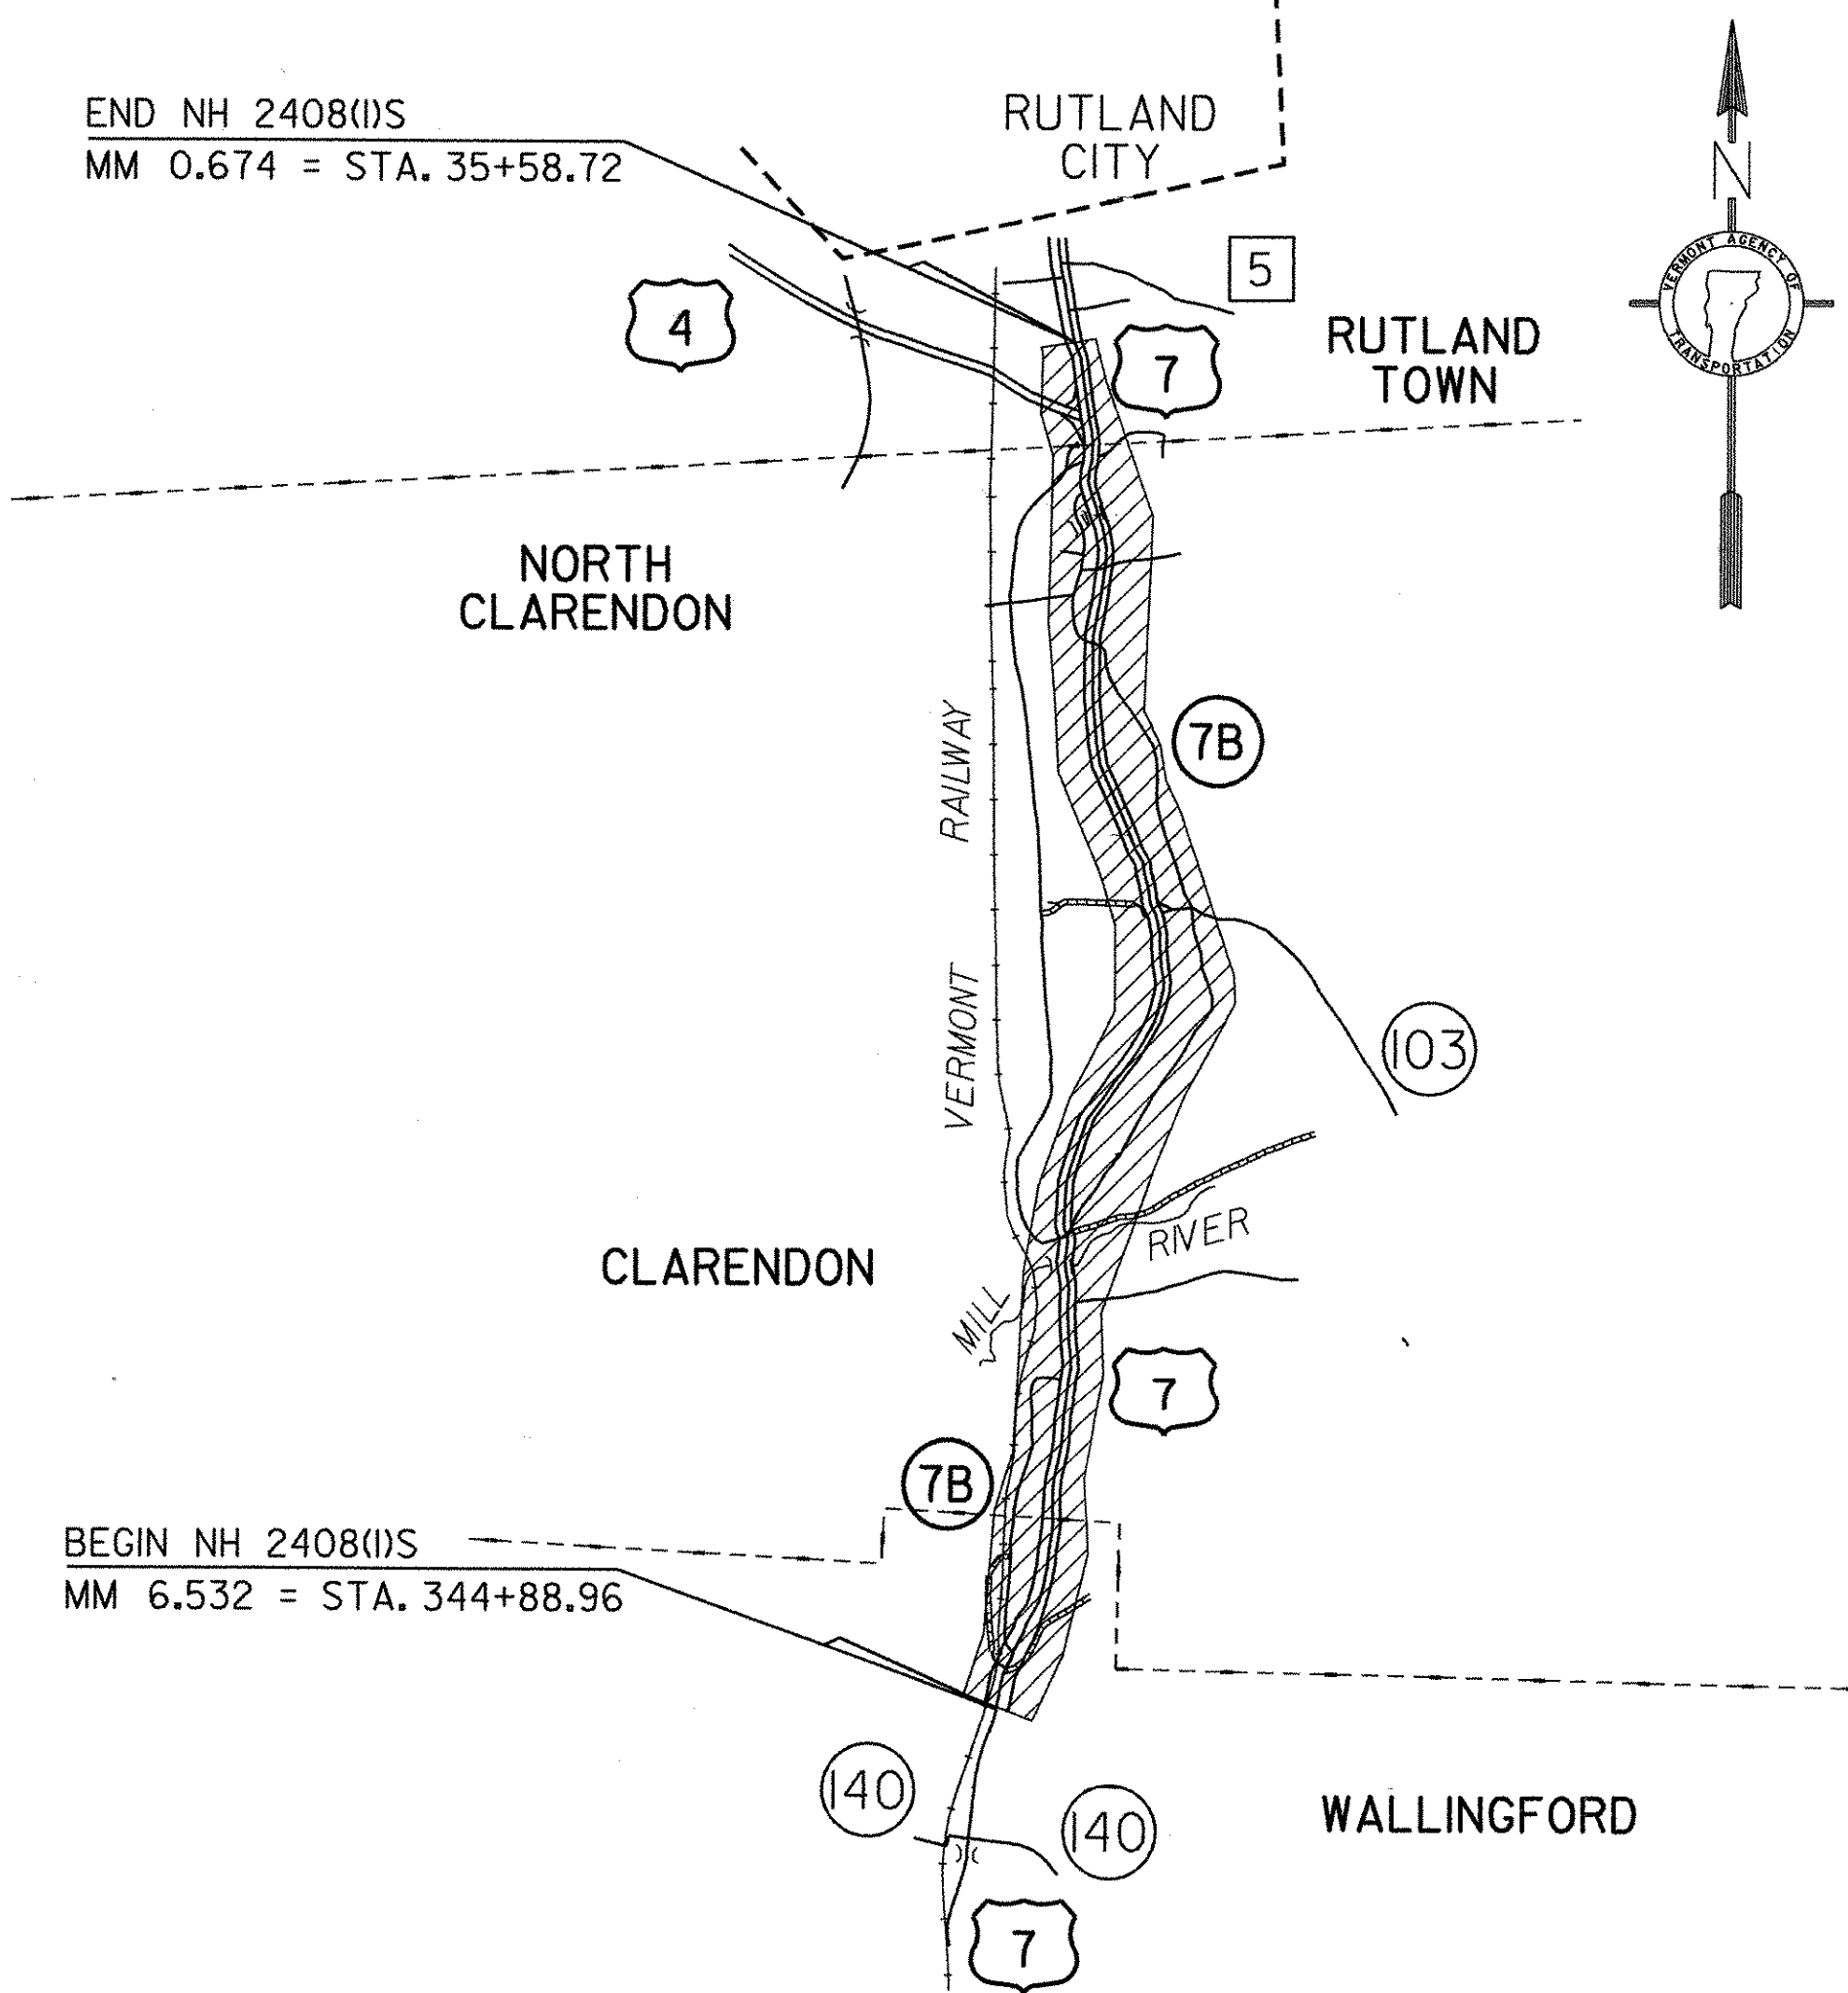 END NH 2408(1)S
MM 0.674 = STA. 35+58.72
RUTLAND
CITY
N
VERMONT AGENCY OF
TRANSPORTATION
5
4
7
RUTLAND
TOWN
NORTH
CLARENDON
7B
VERMONT RAILWAY
103
MILL RIVER
CLARENDON
7
7B
BEGIN NH 2408(1)S
MM 6.532 = STA. 344+88.96
140
140
WALLINGFORD
7